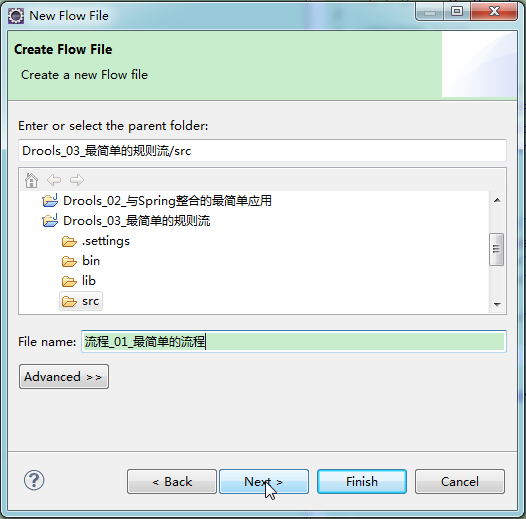 New Flow File
Create Flow File
Create a new Flow file
Enter or select the parent folder:
Drools_03_最简单的规则流/src
Drools_02_与Spring整合的最简单应用
Drools_03_最简单的规则流
.settings
bin
lib
src
File name: 流程_01_最简单的流程
Advanced >>
< Back Next > Finish Cancel